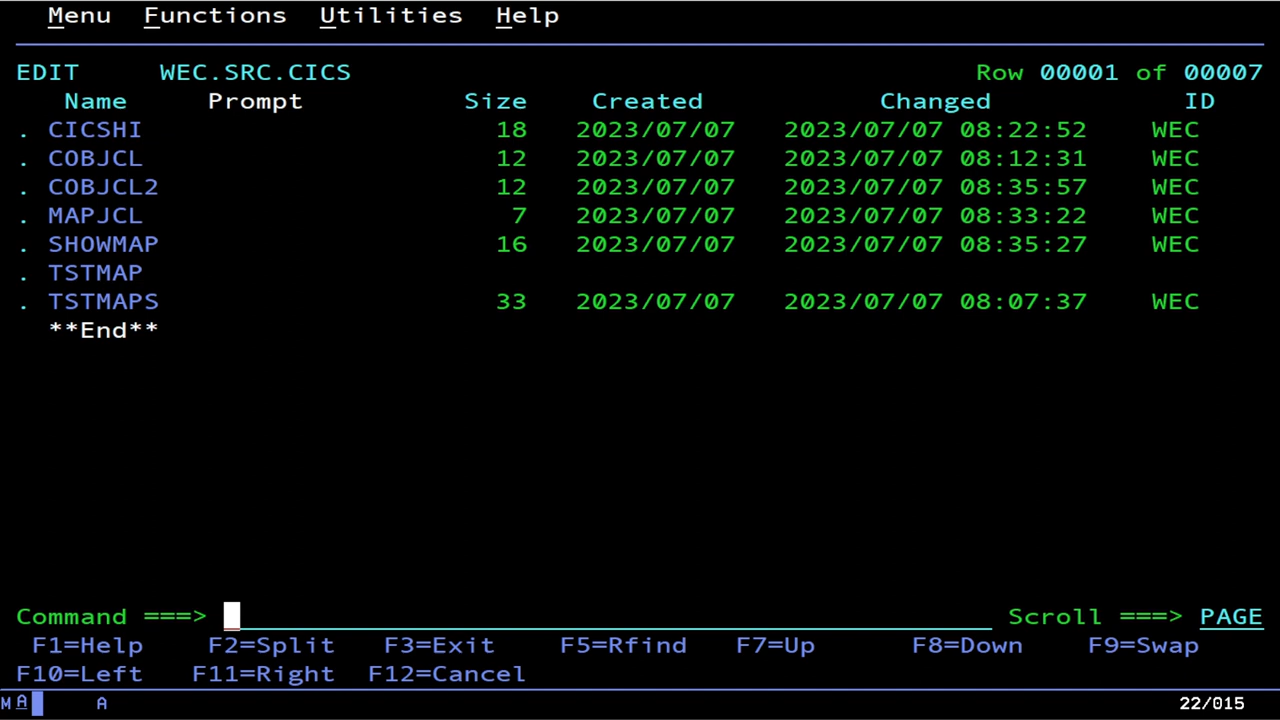 Menu Functions Utilities Help
EDIT WEC.SRC.CICS Row 00001 of 00007
Name Prompt Size Created Changed ID
. CICSHI 18 2023/07/07 2023/07/07 08:22:52 WEC
. COBJCL 12 2023/07/07 2023/07/07 08:12:31 WEC
. COBJCL2 12 2023/07/07 2023/07/07 08:35:57 WEC
. MAPJCL 7 2023/07/07 2023/07/07 08:33:22 WEC
. SHOWMAP 16 2023/07/07 2023/07/07 08:35:27 WEC
. TSTMAP
. TSTMAPS 33 2023/07/07 2023/07/07 08:07:37 WEC
**End**
Command ===> Scroll ===> PAGE
F1=Help F2=Split F3=Exit F5=Rfind F7=Up F8=Down F9=Swap
F10=Left F11=Right F12=Cancel
M A A 22/015